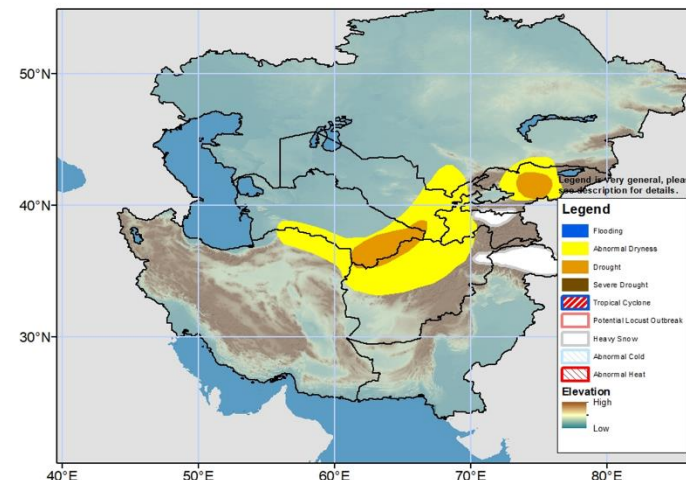 50°N
40°N
30°N
20°N
40°E
50°E
60°E
70°E
80°E
Legend is very general, pleas
see description for details.
Legend
Flooding
Abnormal Dryness
Drought
Severe Drought
Tropical Cyclone
Potential Locust Outbreak
Heavy Snow
Abnormal Cold
Abnormal Heat
Elevation
High
Low